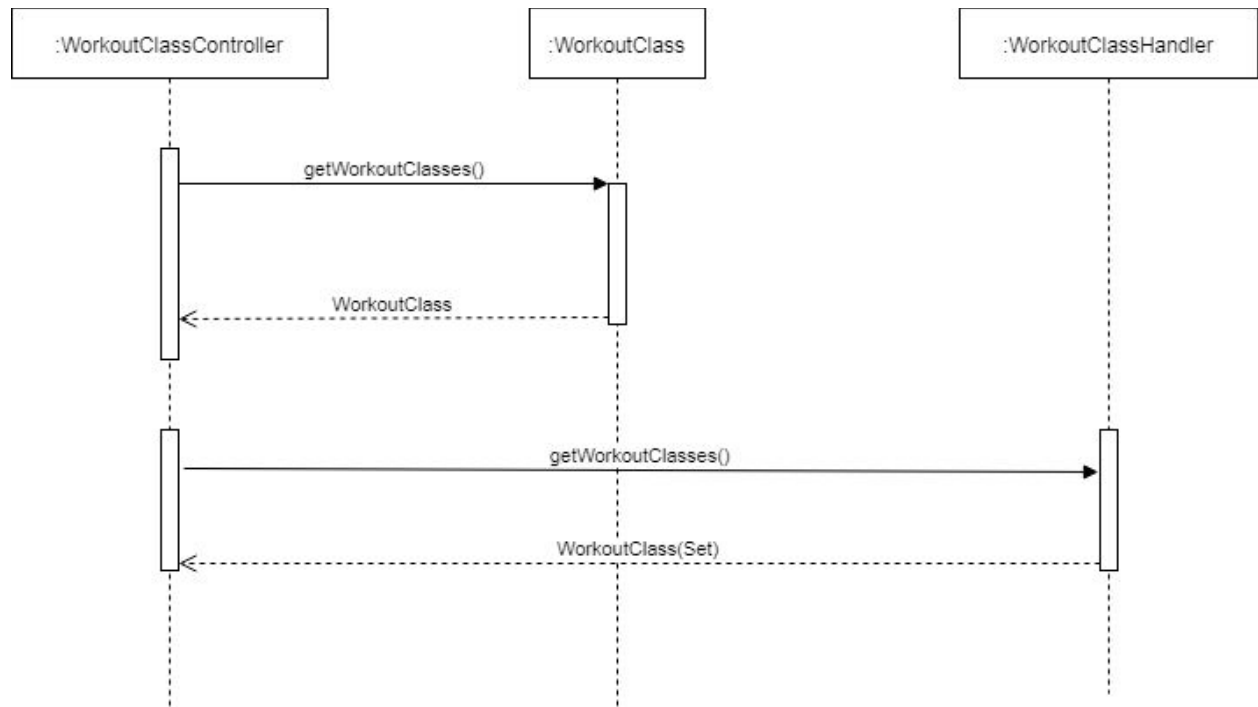 :WorkoutClassController
:WorkoutClass
:WorkoutClassHandler
getWorkoutClasses()
WorkoutClass
getWorkoutClasses()
WorkoutClass(Set)